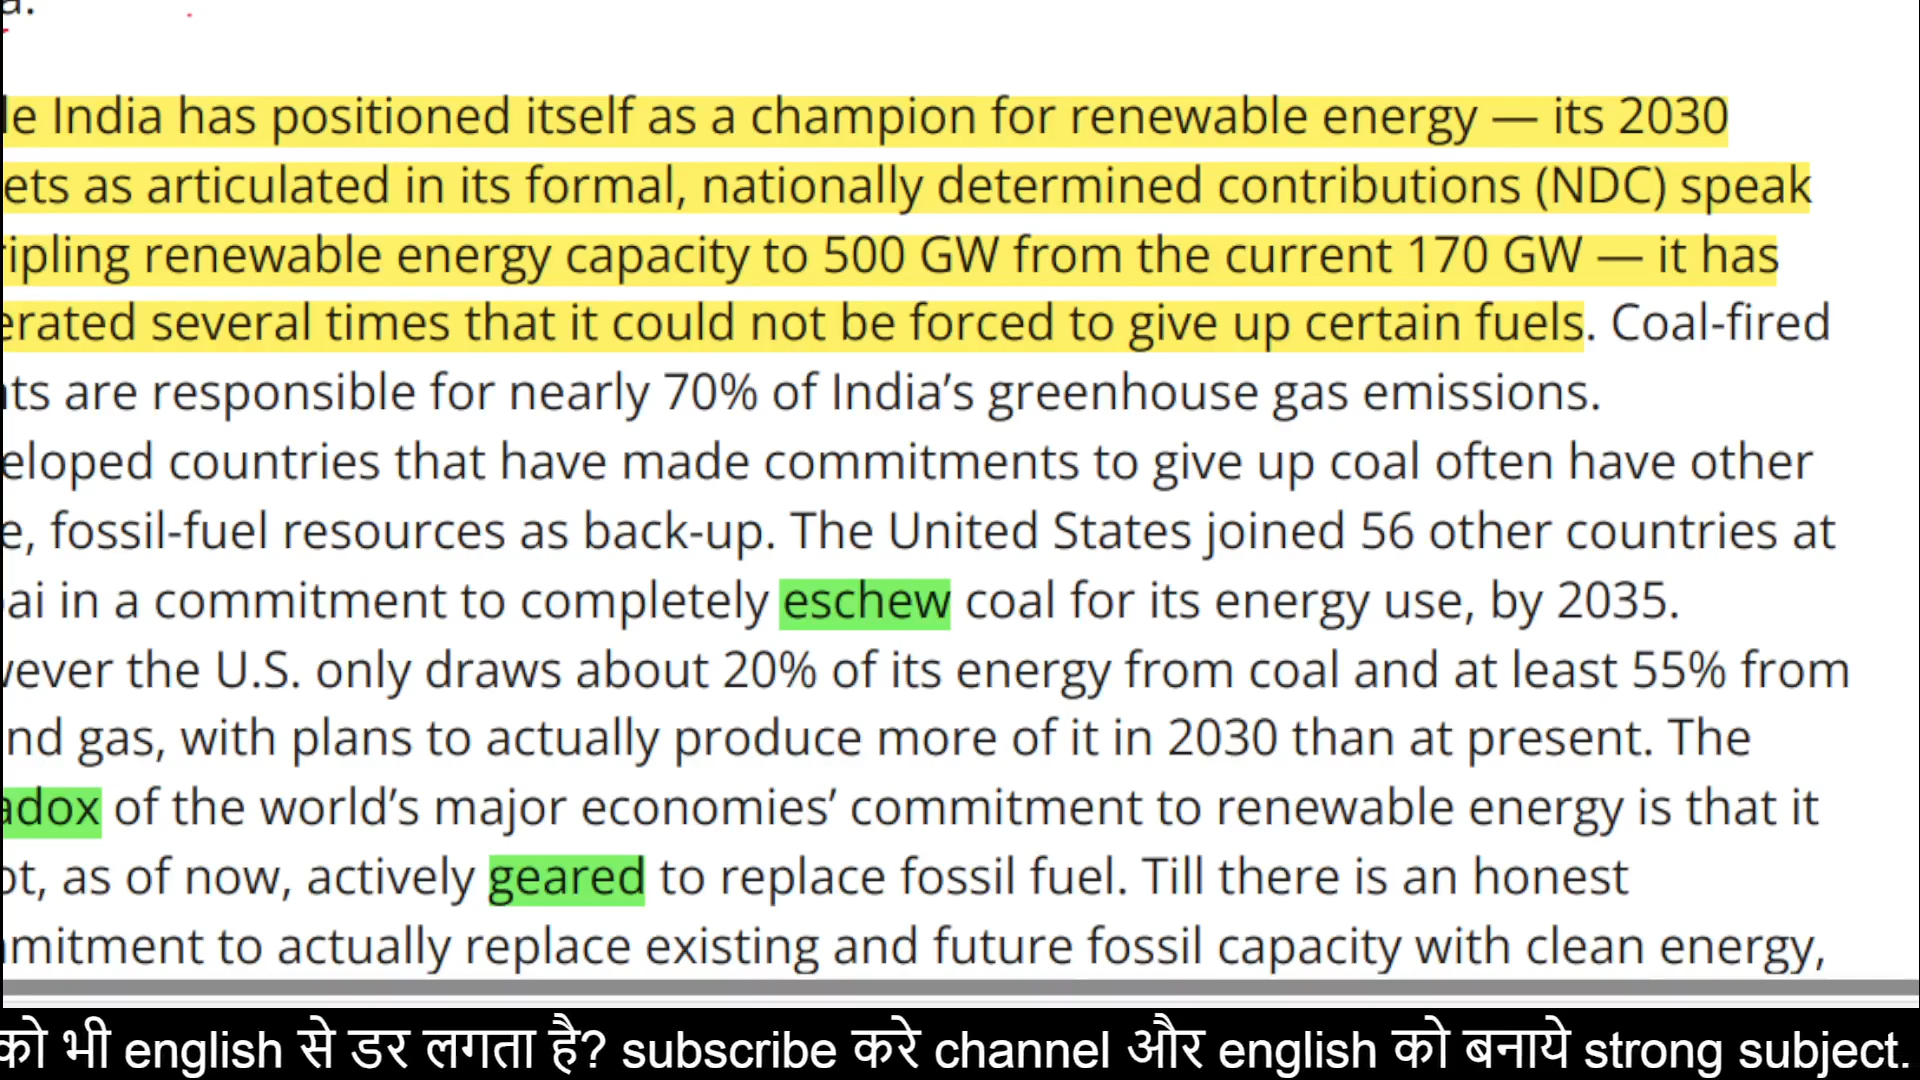 a.
le India has positioned itself as a champion for renewable energy — its 2030
ets as articulated in its formal, nationally determined contributions (NDC) speak
ripling renewable energy capacity to 500 GW from the current 170 GW — it has
erated several times that it could not be forced to give up certain fuels. Coal-fired
nts are responsible for nearly 70% of India’s greenhouse gas emissions.
eloped countries that have made commitments to give up coal often have other
e, fossil-fuel resources as back-up. The United States joined 56 other countries at
ai in a commitment to completely eschew coal for its energy use, by 2035.
wever the U.S. only draws about 20% of its energy from coal and at least 55% from
nd gas, with plans to actually produce more of it in 2030 than at present. The
adox of the world’s major economies’ commitment to renewable energy is that it
ot, as of now, actively geared to replace fossil fuel. Till there is an honest
mitment to actually replace existing and future fossil capacity with clean energy,
को भी english से डर लगता है? subscribe करे channel और english को बनाये strong subject.